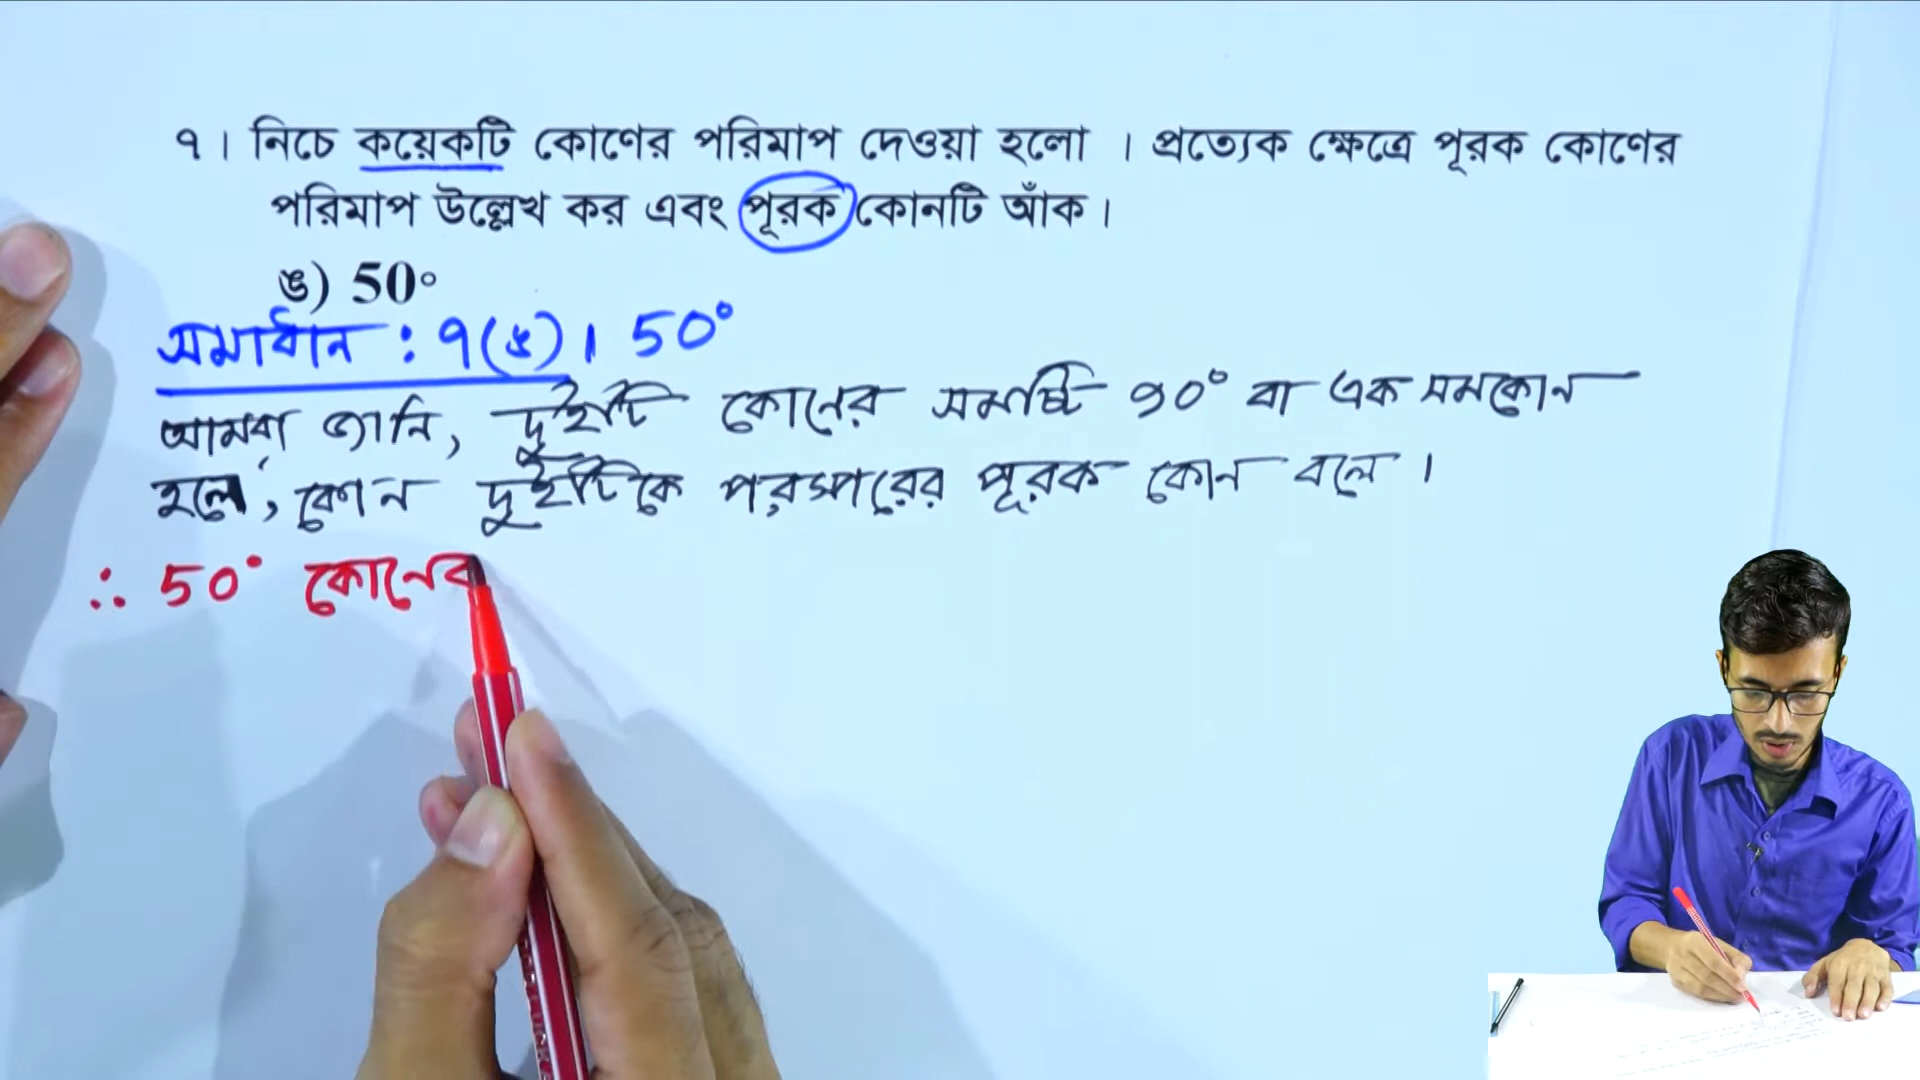 ৭। নিচে কয়েকটি কোণের পরিমাপ দেওয়া হলো । প্রত্যেক ক্ষেত্রে পূরক কোণের
পরিমাপ উল্লেখ কর এবং পূরক কোনটি আঁক।
ঙ) 50°
সমাধান : ৭(ঙ)। 50°
আমরা জানি, দুইটি কোনের সমষ্টি 90° বা এক সমকোন
হলে, কোন দুইটিকে পরস্পরের পূরক কোন বলে ।
∴ 50° কোনের